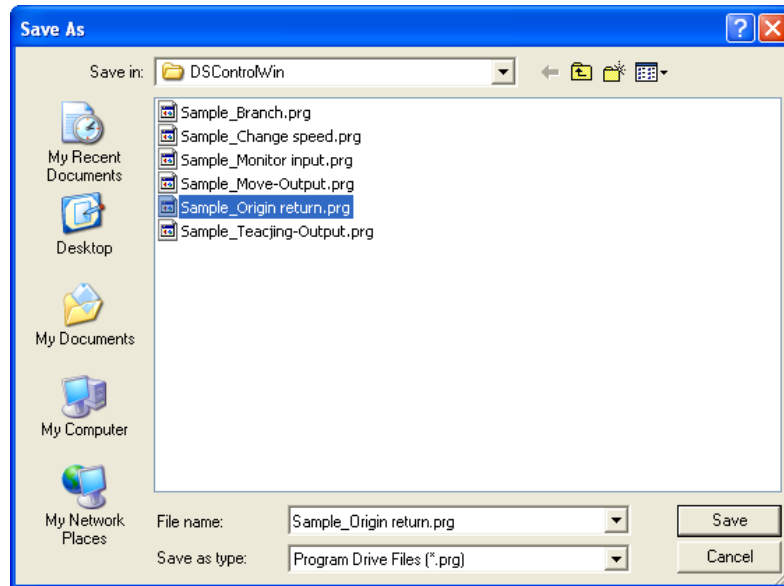 Save As
Save in:
DSControlWin
Sample_Branch.prg
Sample_Change speed.prg
Sample_Monitor input.prg
Sample_Move-Output.prg
Sample_Origin return.prg
Sample_Teacjing-Output.prg
My Recent
Documents
Desktop
My Documents
My Computer
My Network
Places
File name:
Sample_Origin return.prg
Save
Save as type:
Program Drive Files (*.prg)
Cancel